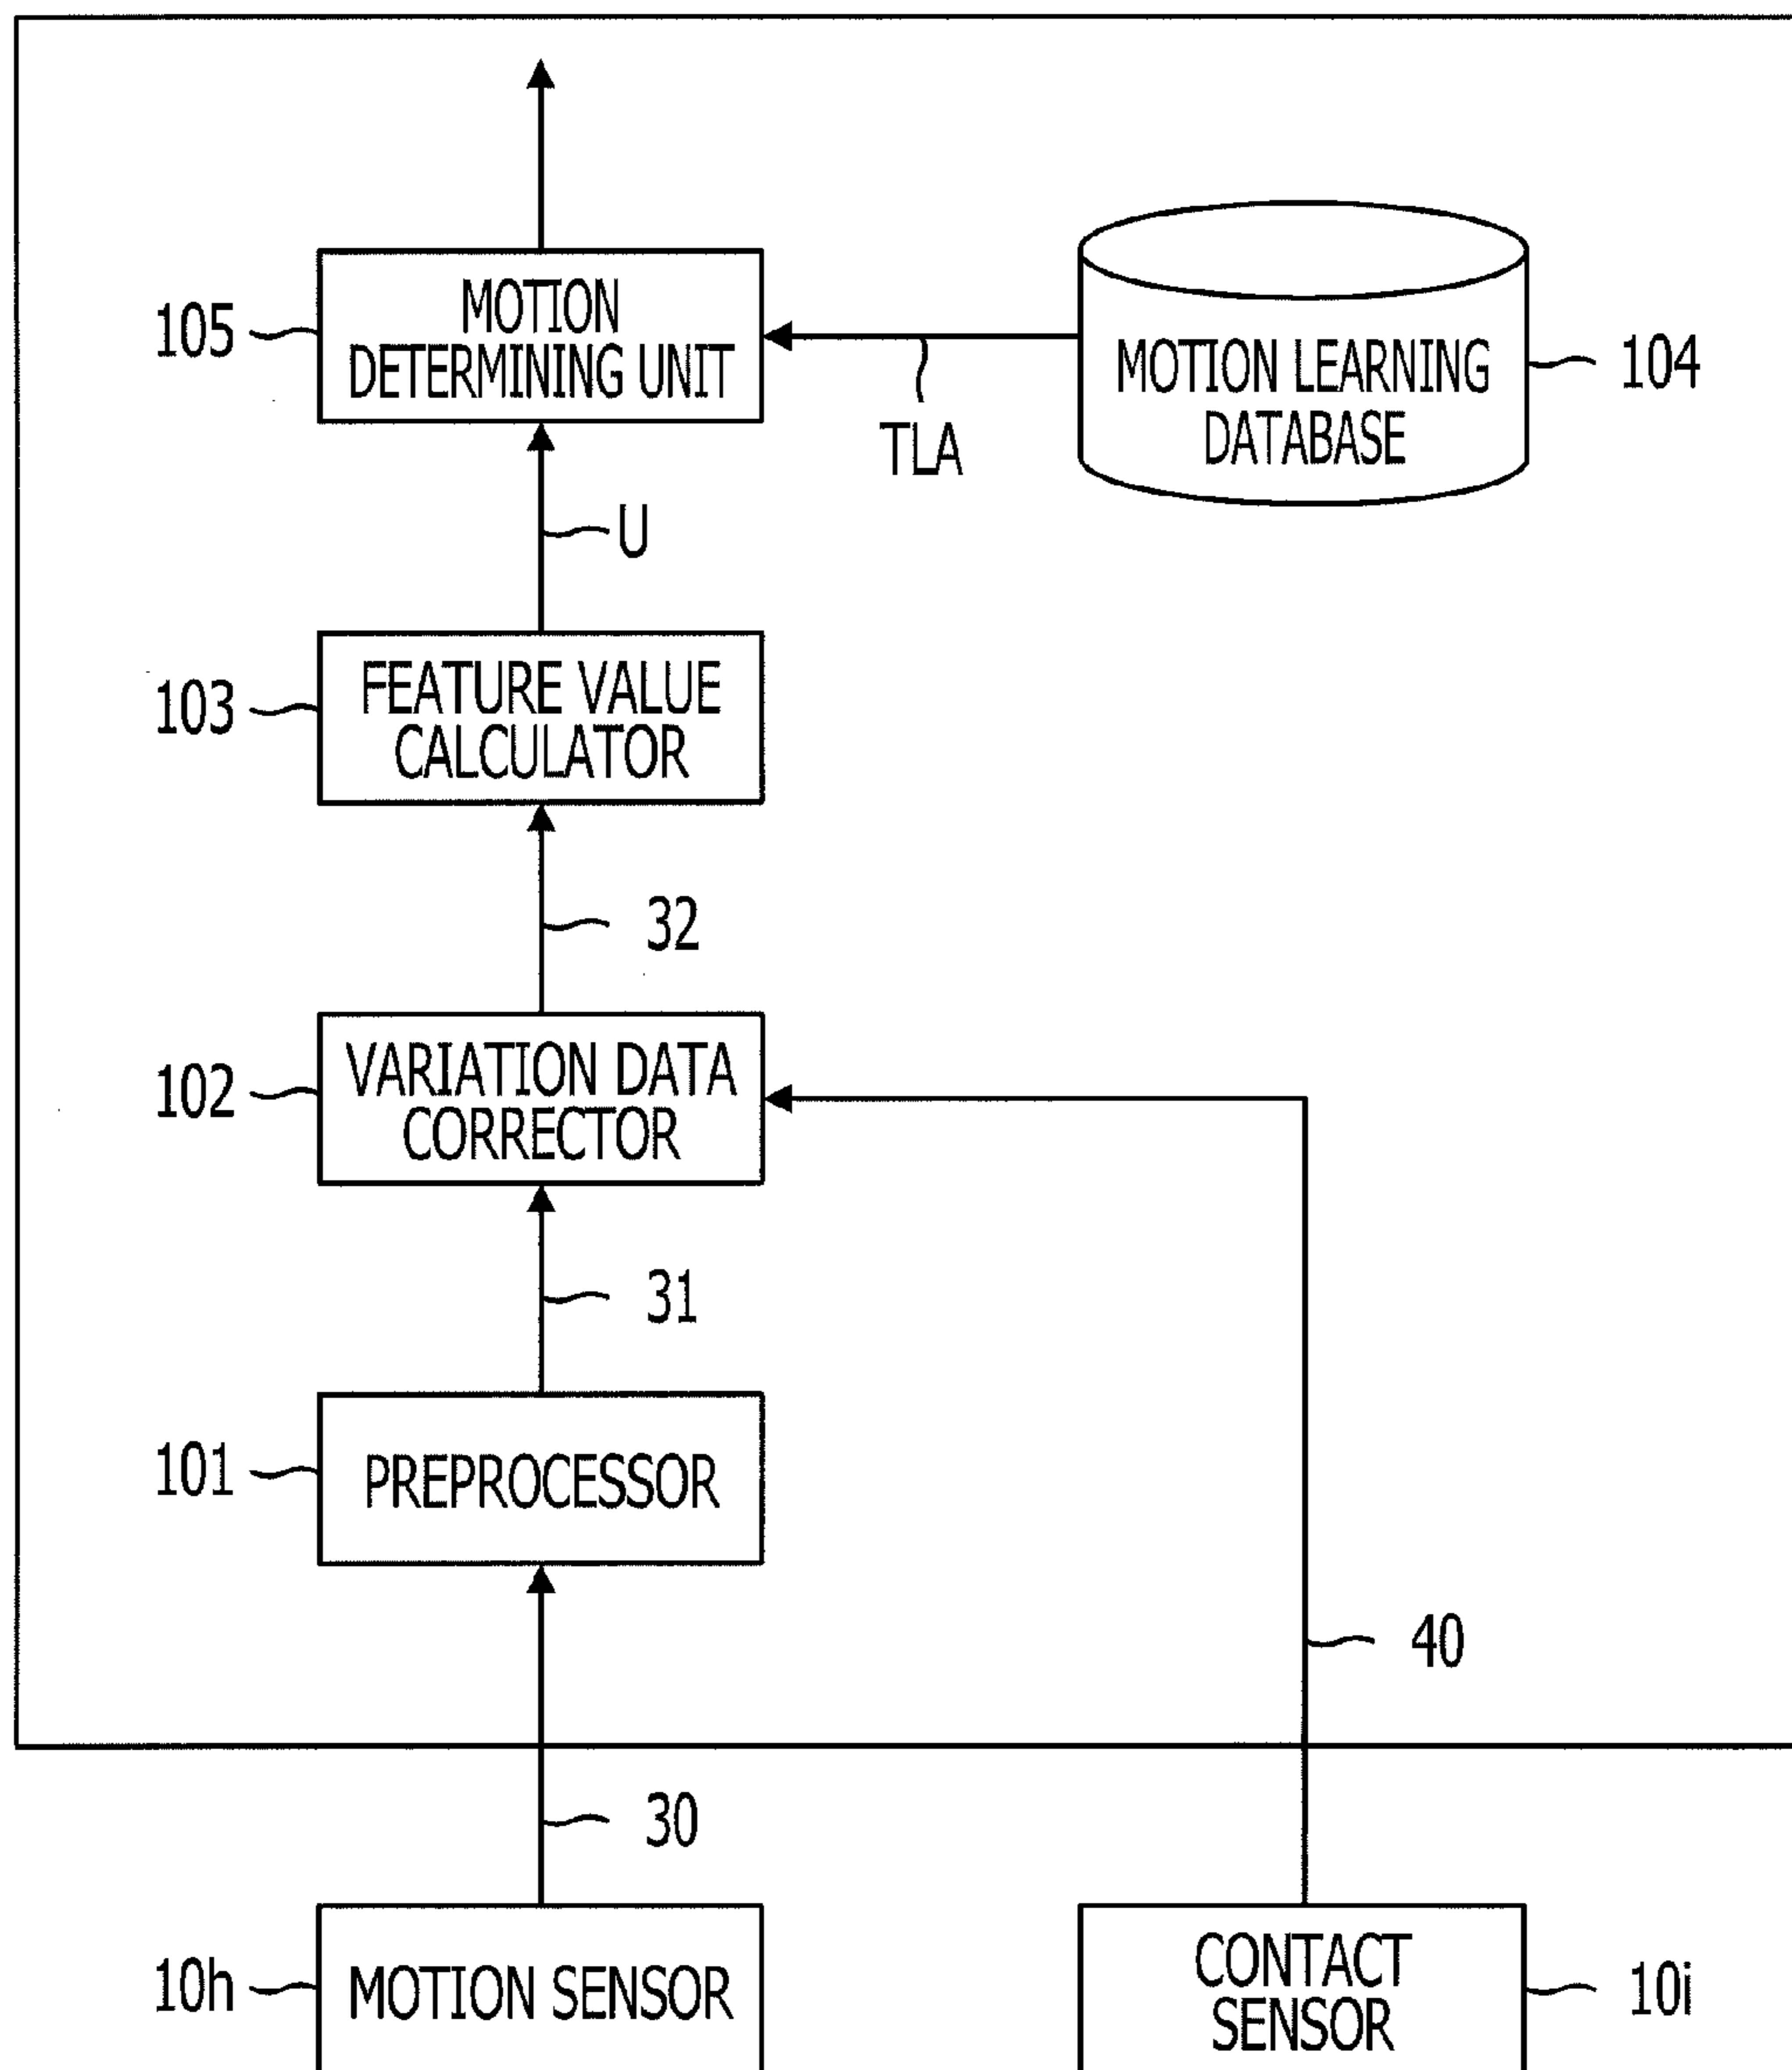 105
MOTION
DETERMINING UNIT
MOTION LEARNING
DATABASE
104
TLA
U
103
FEATURE VALUE
CALCULATOR
32
102
VARIATION DATA
CORRECTOR
31
101
PREPROCESSOR
40
30
10h
MOTION SENSOR
CONTACT
SENSOR
10i